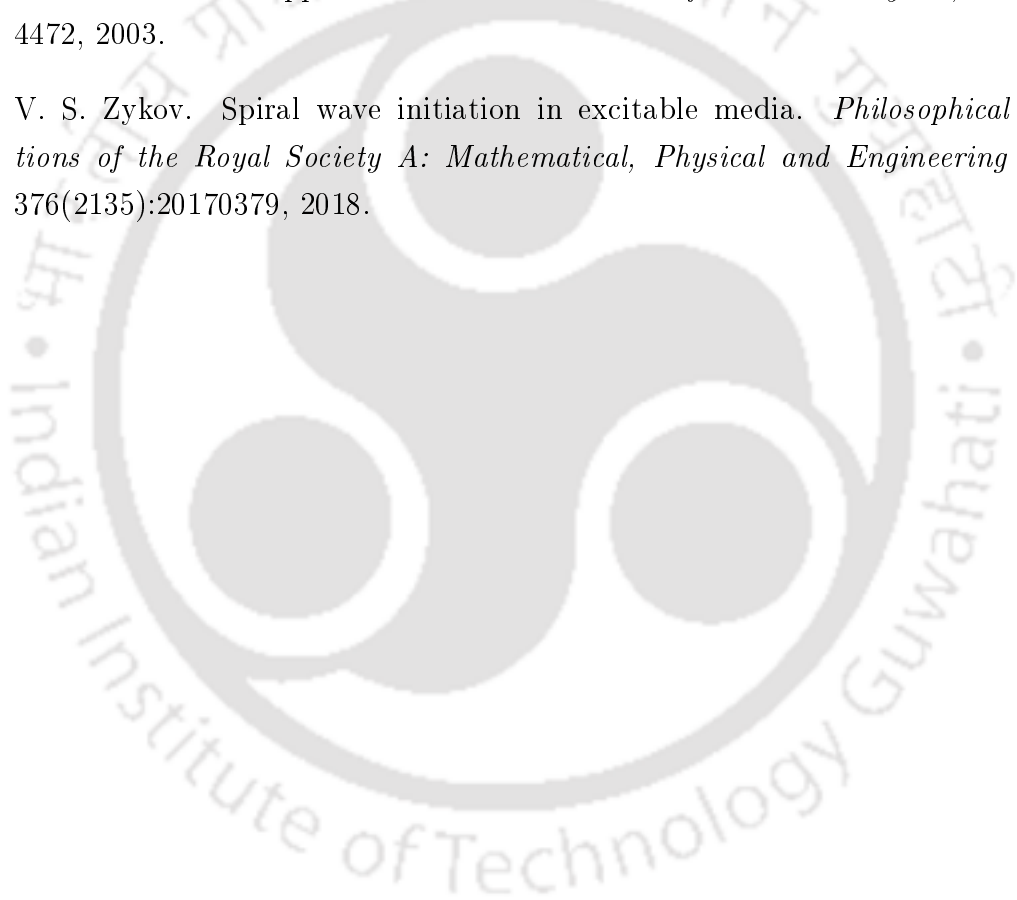 4472, 2003.
V. S. Zykov. Spiral wave initiation in excitable media. Philosophical
tions of the Royal Society A: Mathematical, Physical and Engineering
376(2135):20170379, 2018.
Indian Institute of Technology Guwahati